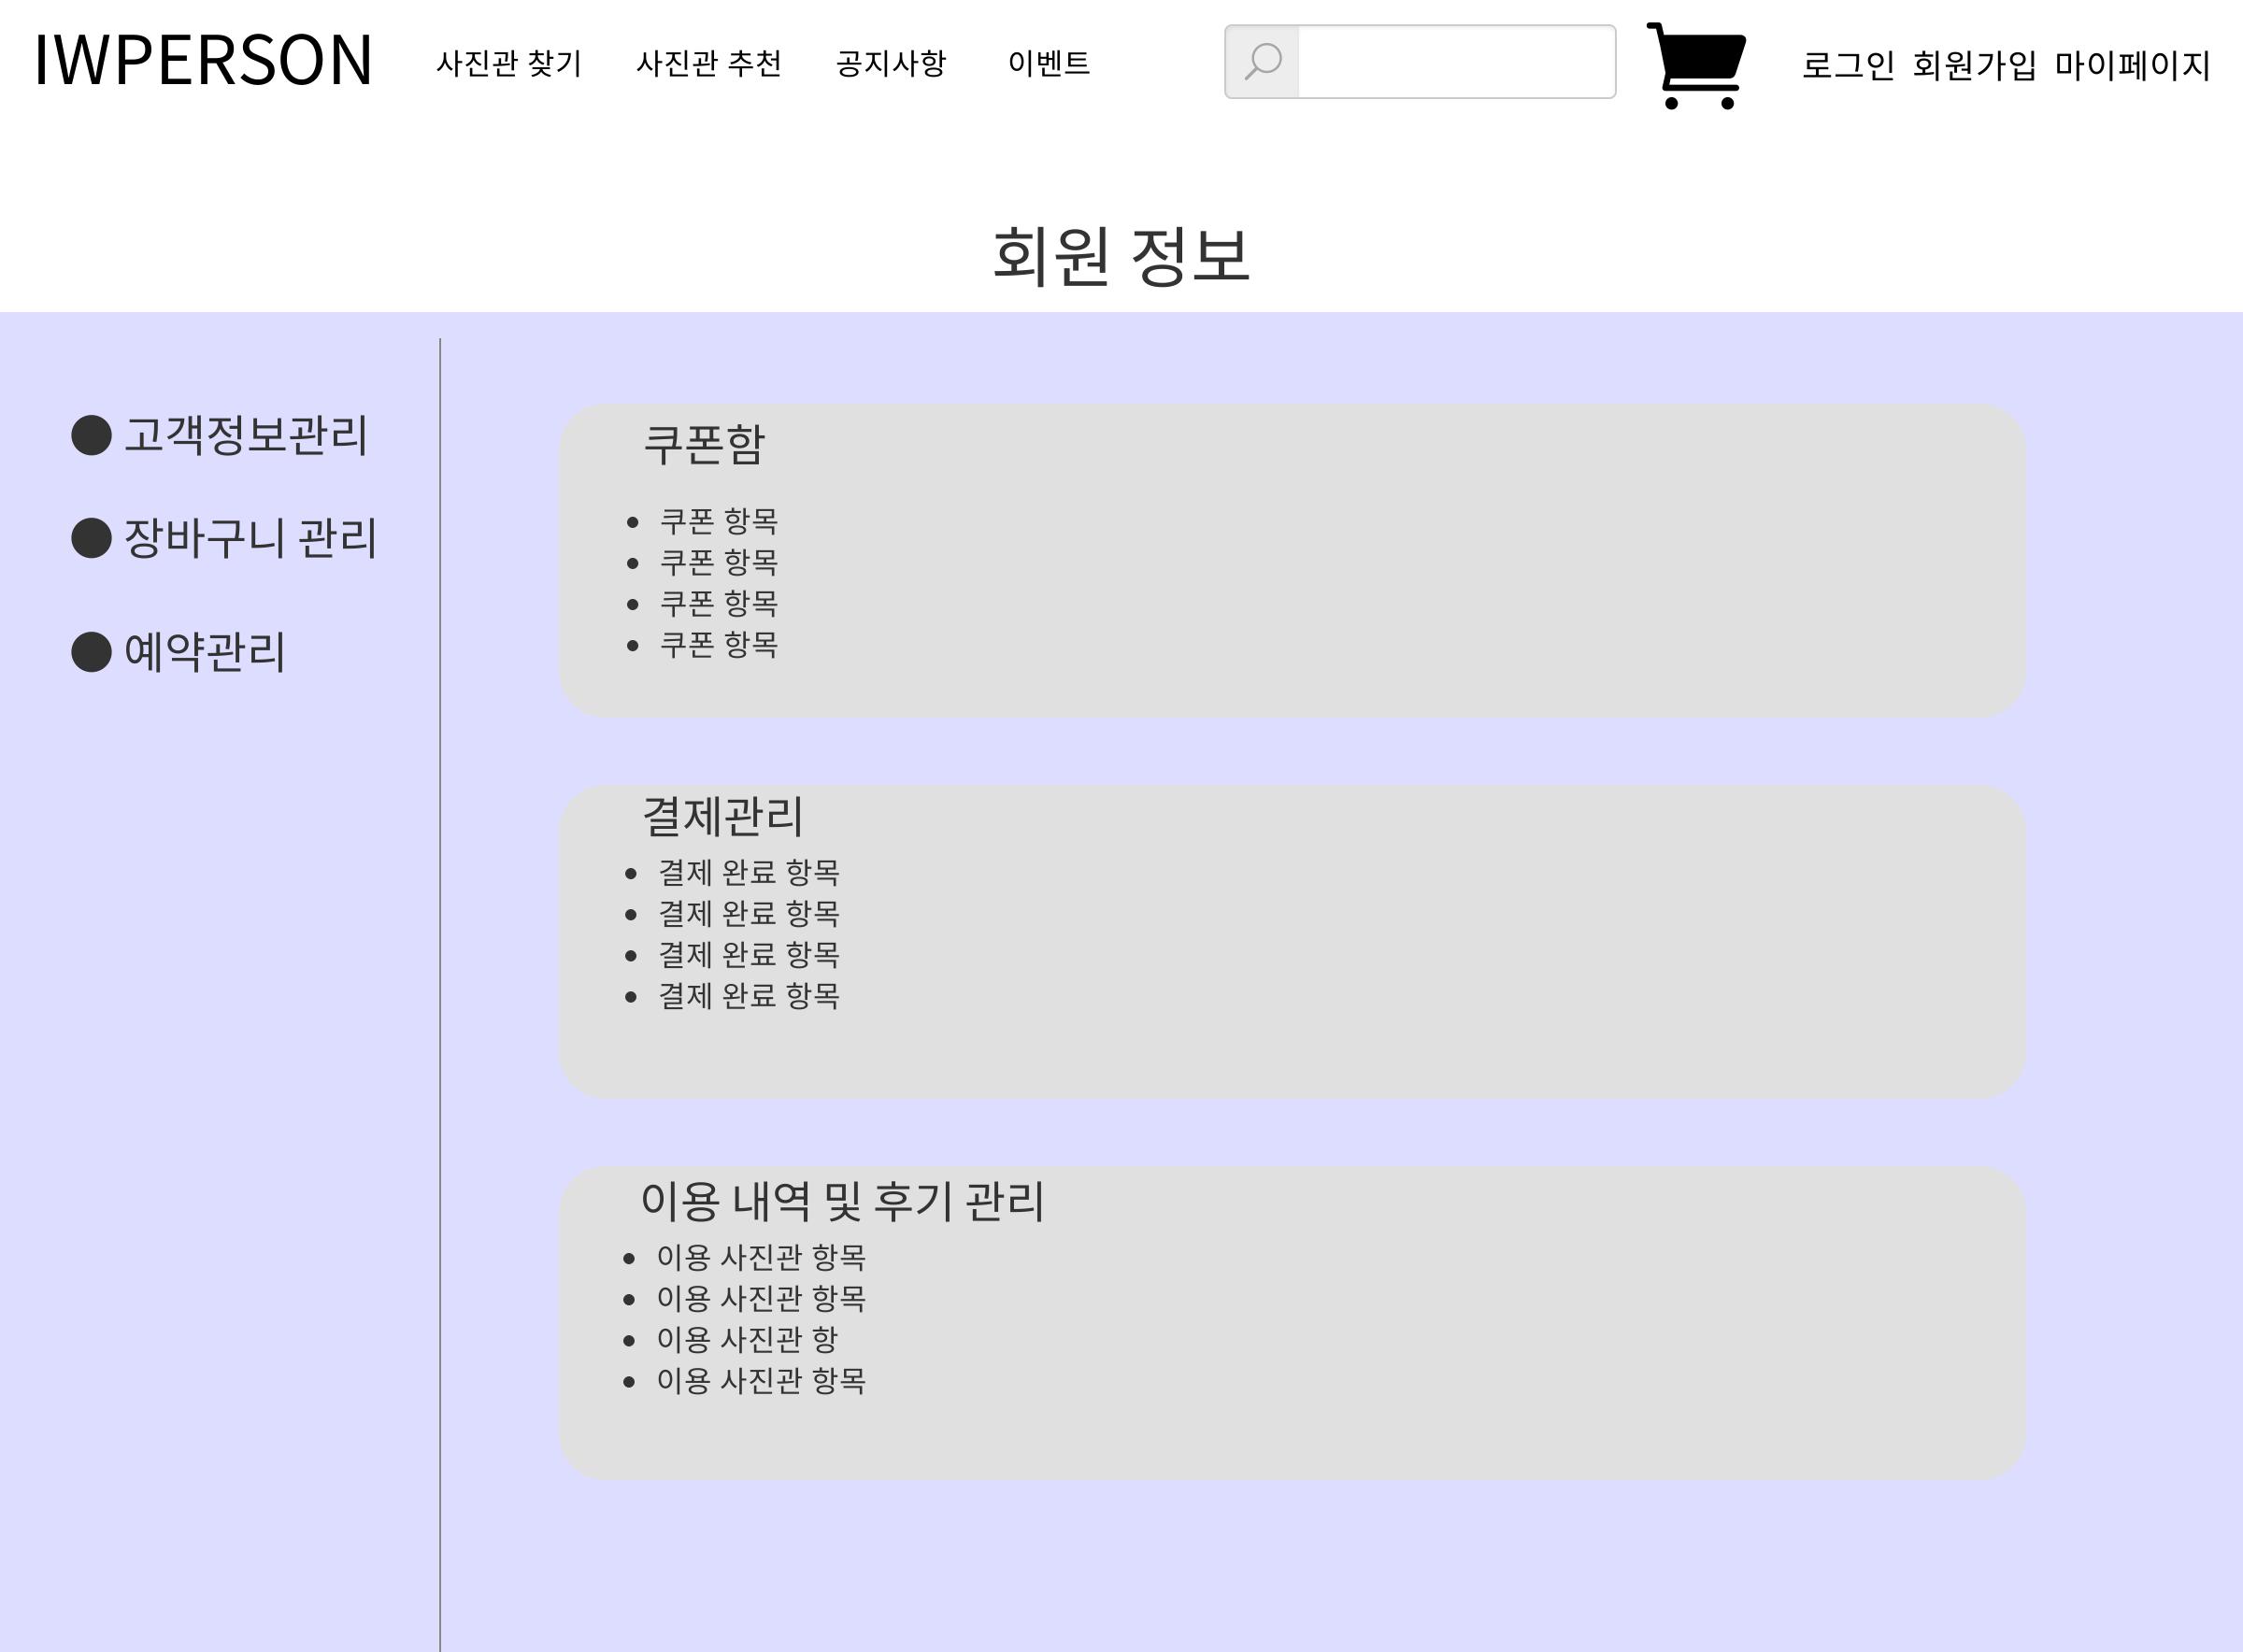 IWPERSON
사진관 찾기
사진관 추천
공지사항
이벤트
로그인 회원가입 마이페이지
회원 정보
고객정보관리
장바구니 관리
예약관리
쿠폰함
쿠폰 항목
쿠폰 항목
쿠폰 항목
쿠폰 항목
결제관리
결제 완료 항목
결제 완료 항목
결제 완료 항목
결제 완료 항목
이용 내역 및 후기 관리
이용 사진관 항목
이용 사진관 항목
이용 사진관 항
이용 사진관 항목